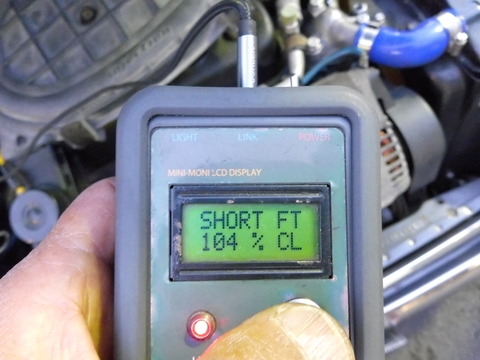 LIGHT LINK POWER
MINI-MONI LCD DISPLAY
SHORT FT
104 % CL